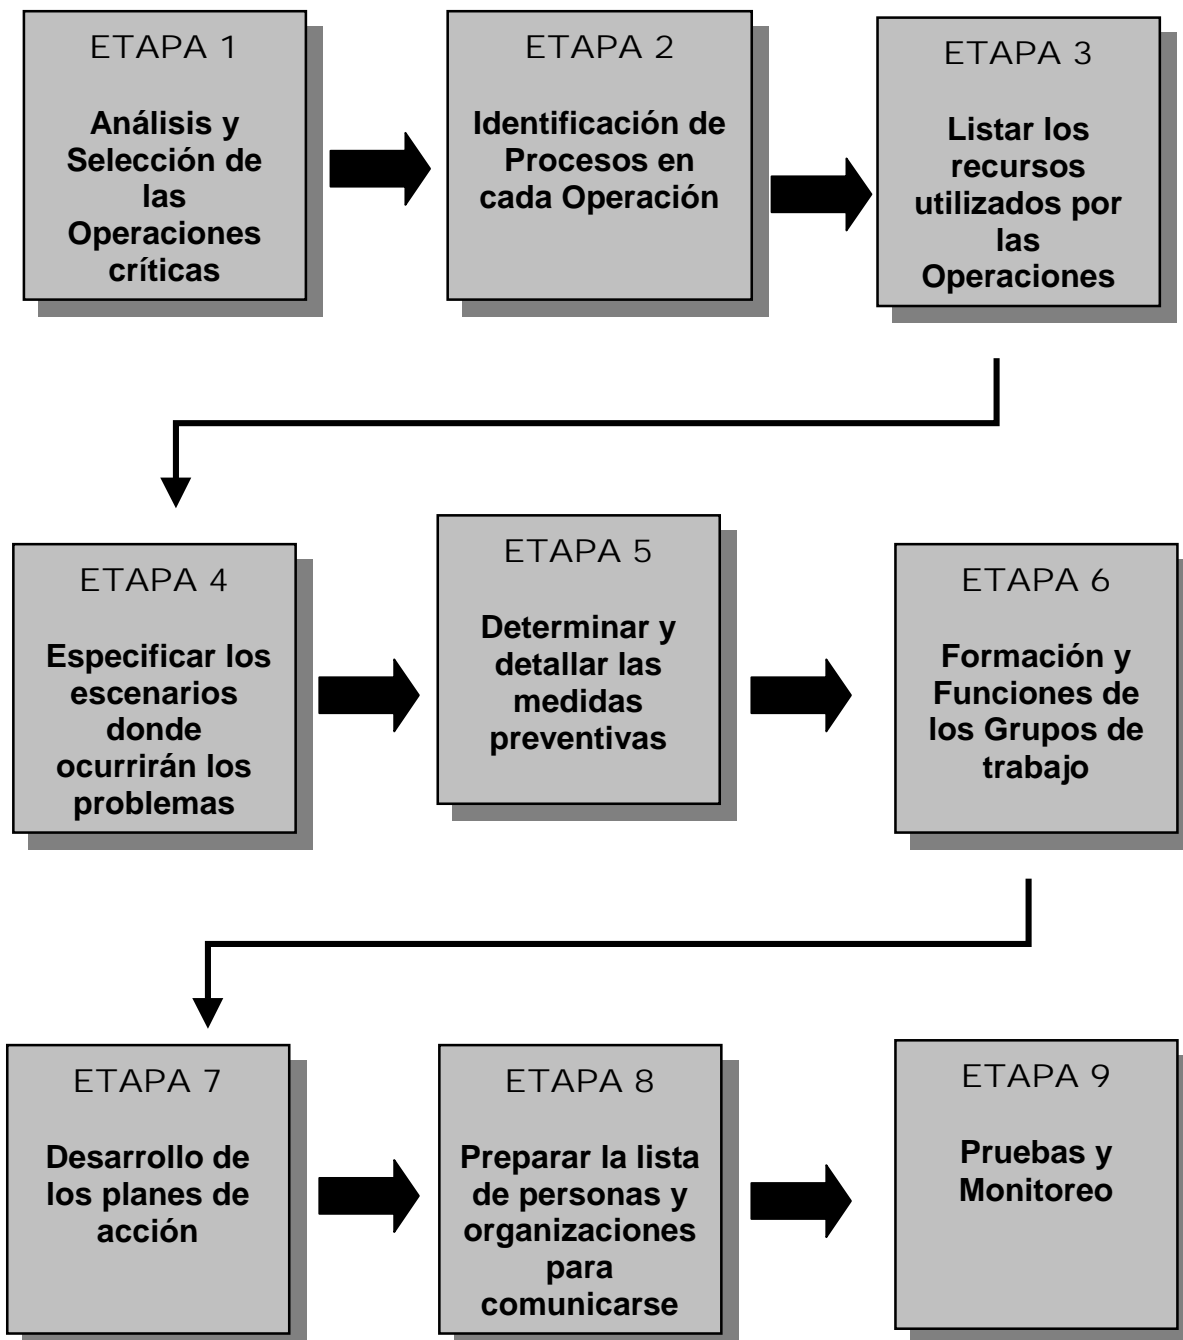 ETAPA 1
Análisis y
Selección de
las
Operaciones
críticas
ETAPA 2
Identificación de
Procesos en
cada Operación
ETAPA 3
Listar los
recursos
utilizados por
las
Operaciones
ETAPA 4
Especificar los
escenarios
donde
ocurrirán los
problemas
ETAPA 5
Determinar y
detallar las
medidas
preventivas
ETAPA 6
Formación y
Funciones de
los Grupos de
trabajo
ETAPA 7
Desarrollo de
los planes de
acción
ETAPA 8
Preparar la lista
de personas y
organizaciones
para
comunicarse
ETAPA 9
Pruebas y
Monitoreo